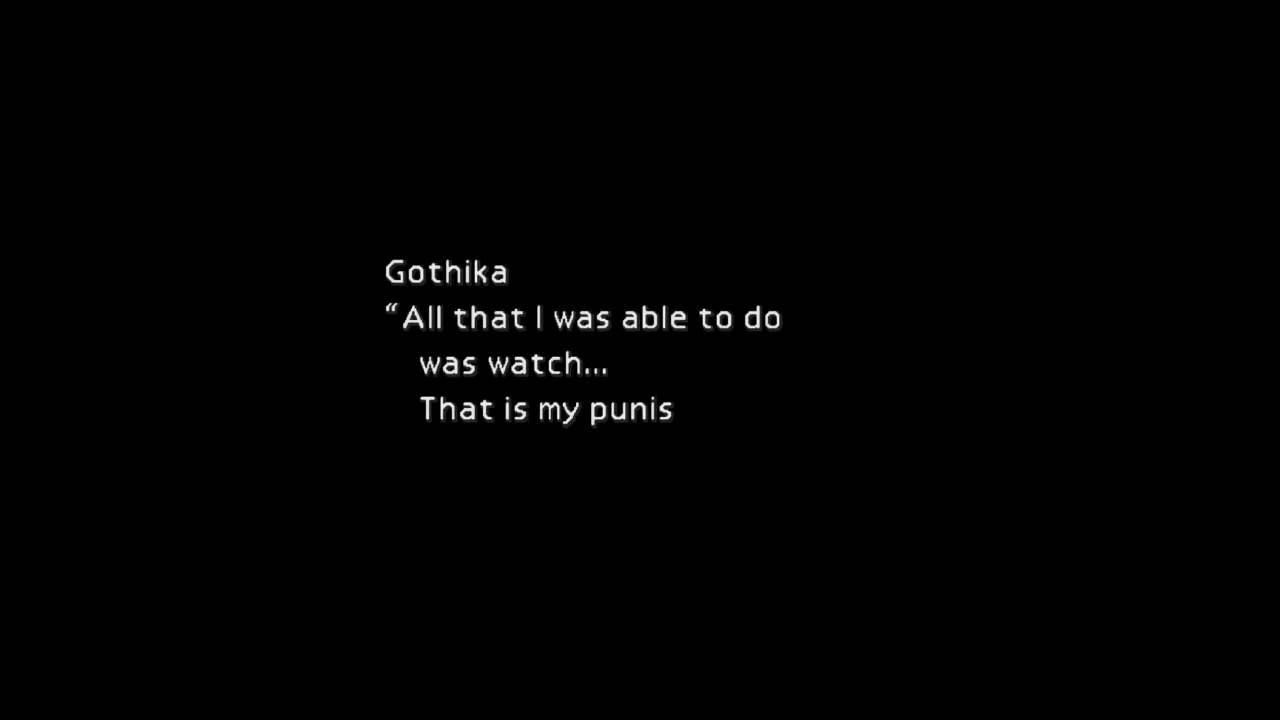 Gothika
“All that I was able to do
was watch...
That is my punis